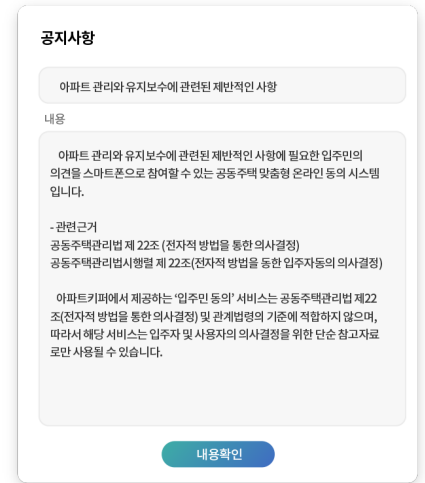 공지사항
아파트 관리와 유지보수에 관련된 제반적인 사항
내용
아파트 관리와 유지보수에 관련된 제반적인 사항에 필요한 입주민의
의견을 스마트폰으로 참여할 수 있는 공동주택 맞춤형 온라인 동의 시스템
입니다.
- 관련근거
공동주택관리법 제 22조 (전자적 방법을 통한 의사결정)
공동주택관리법시행렬 제 22조(전자적 방법을 동한 입주자동의 의사결정)
아파트키퍼에서 제공하는 ‘입주민 동의’ 서비스는 공동주택관리법 제22
조(전자적 방법을 통한 의사결정) 및 관계법령의 기준에 적합하지 않으며,
따라서 해당 서비스는 입주자 및 사용자의 의사결정을 위한 단순 참고자료
로만 사용될 수 있습니다.
내용확인